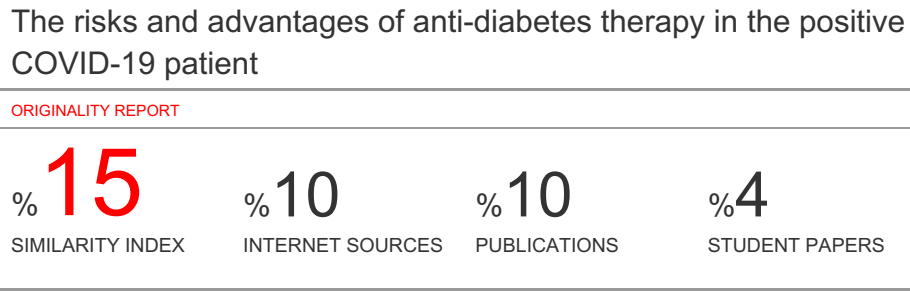 The risks and advantages of anti-diabetes therapy in the positive
COVID-19 patient
ORIGINALITY REPORT
%15 %10 %10 %4
SIMILARITY INDEX INTERNET SOURCES PUBLICATIONS STUDENT PAPERS